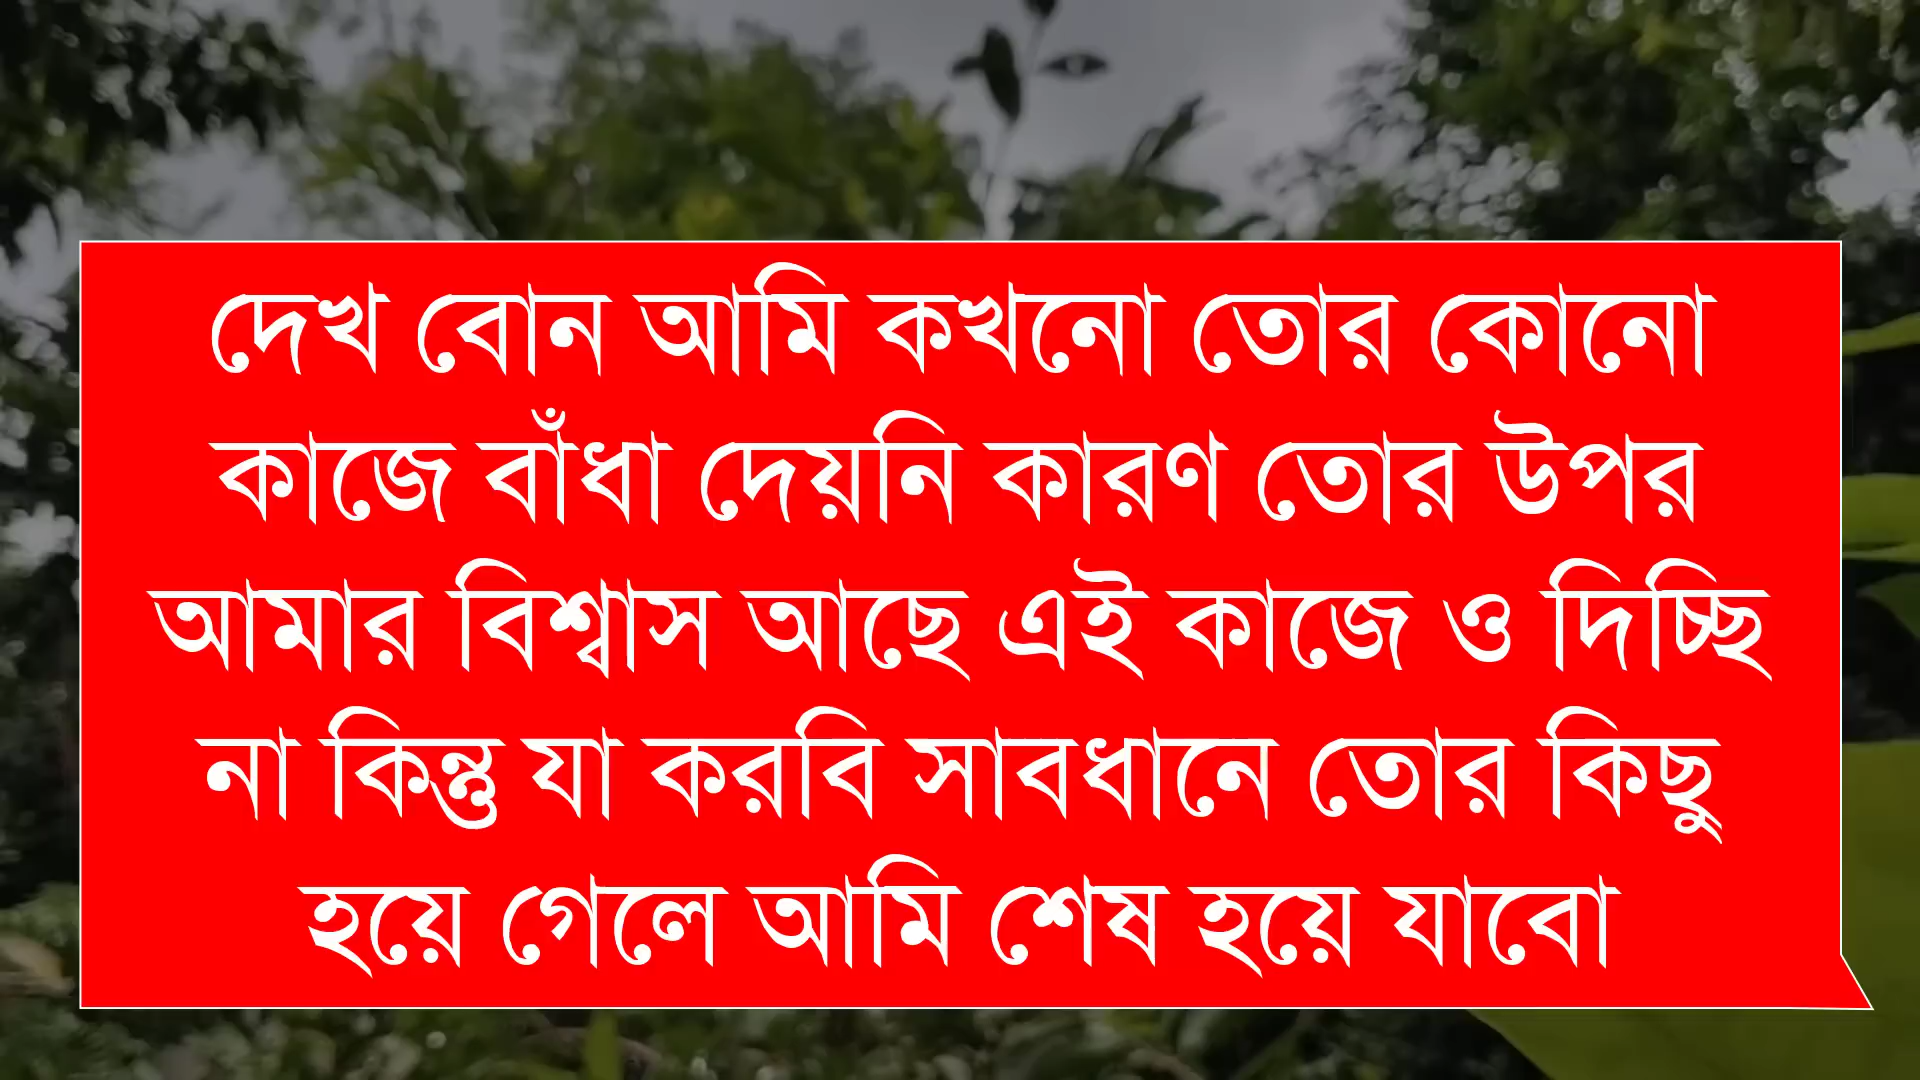 দেখ বোন আমি কখনো তোর কোনো
কাজে বাঁধা দেয়নি কারণ তোর উপর
আমার বিশ্বাস আছে এই কাজে ও দিচ্ছি
না কিন্তু যা করবি সাবধানে তোর কিছু
হয়ে গেলে আমি শেষ হয়ে যাবো